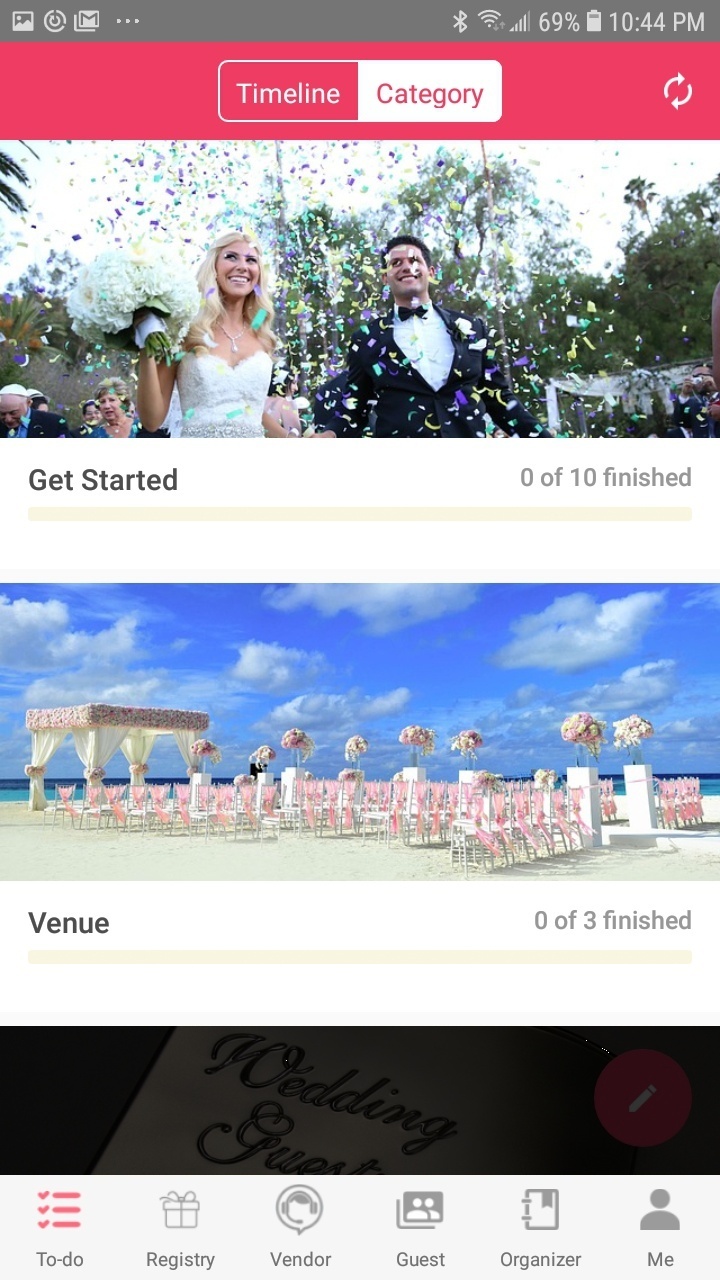 69% 10:44 PM
Timeline Category
Get Started 0 of 10 finished
Venue 0 of 3 finished
Wedding
Guest
To-do Registry Vendor Guest Organizer Me